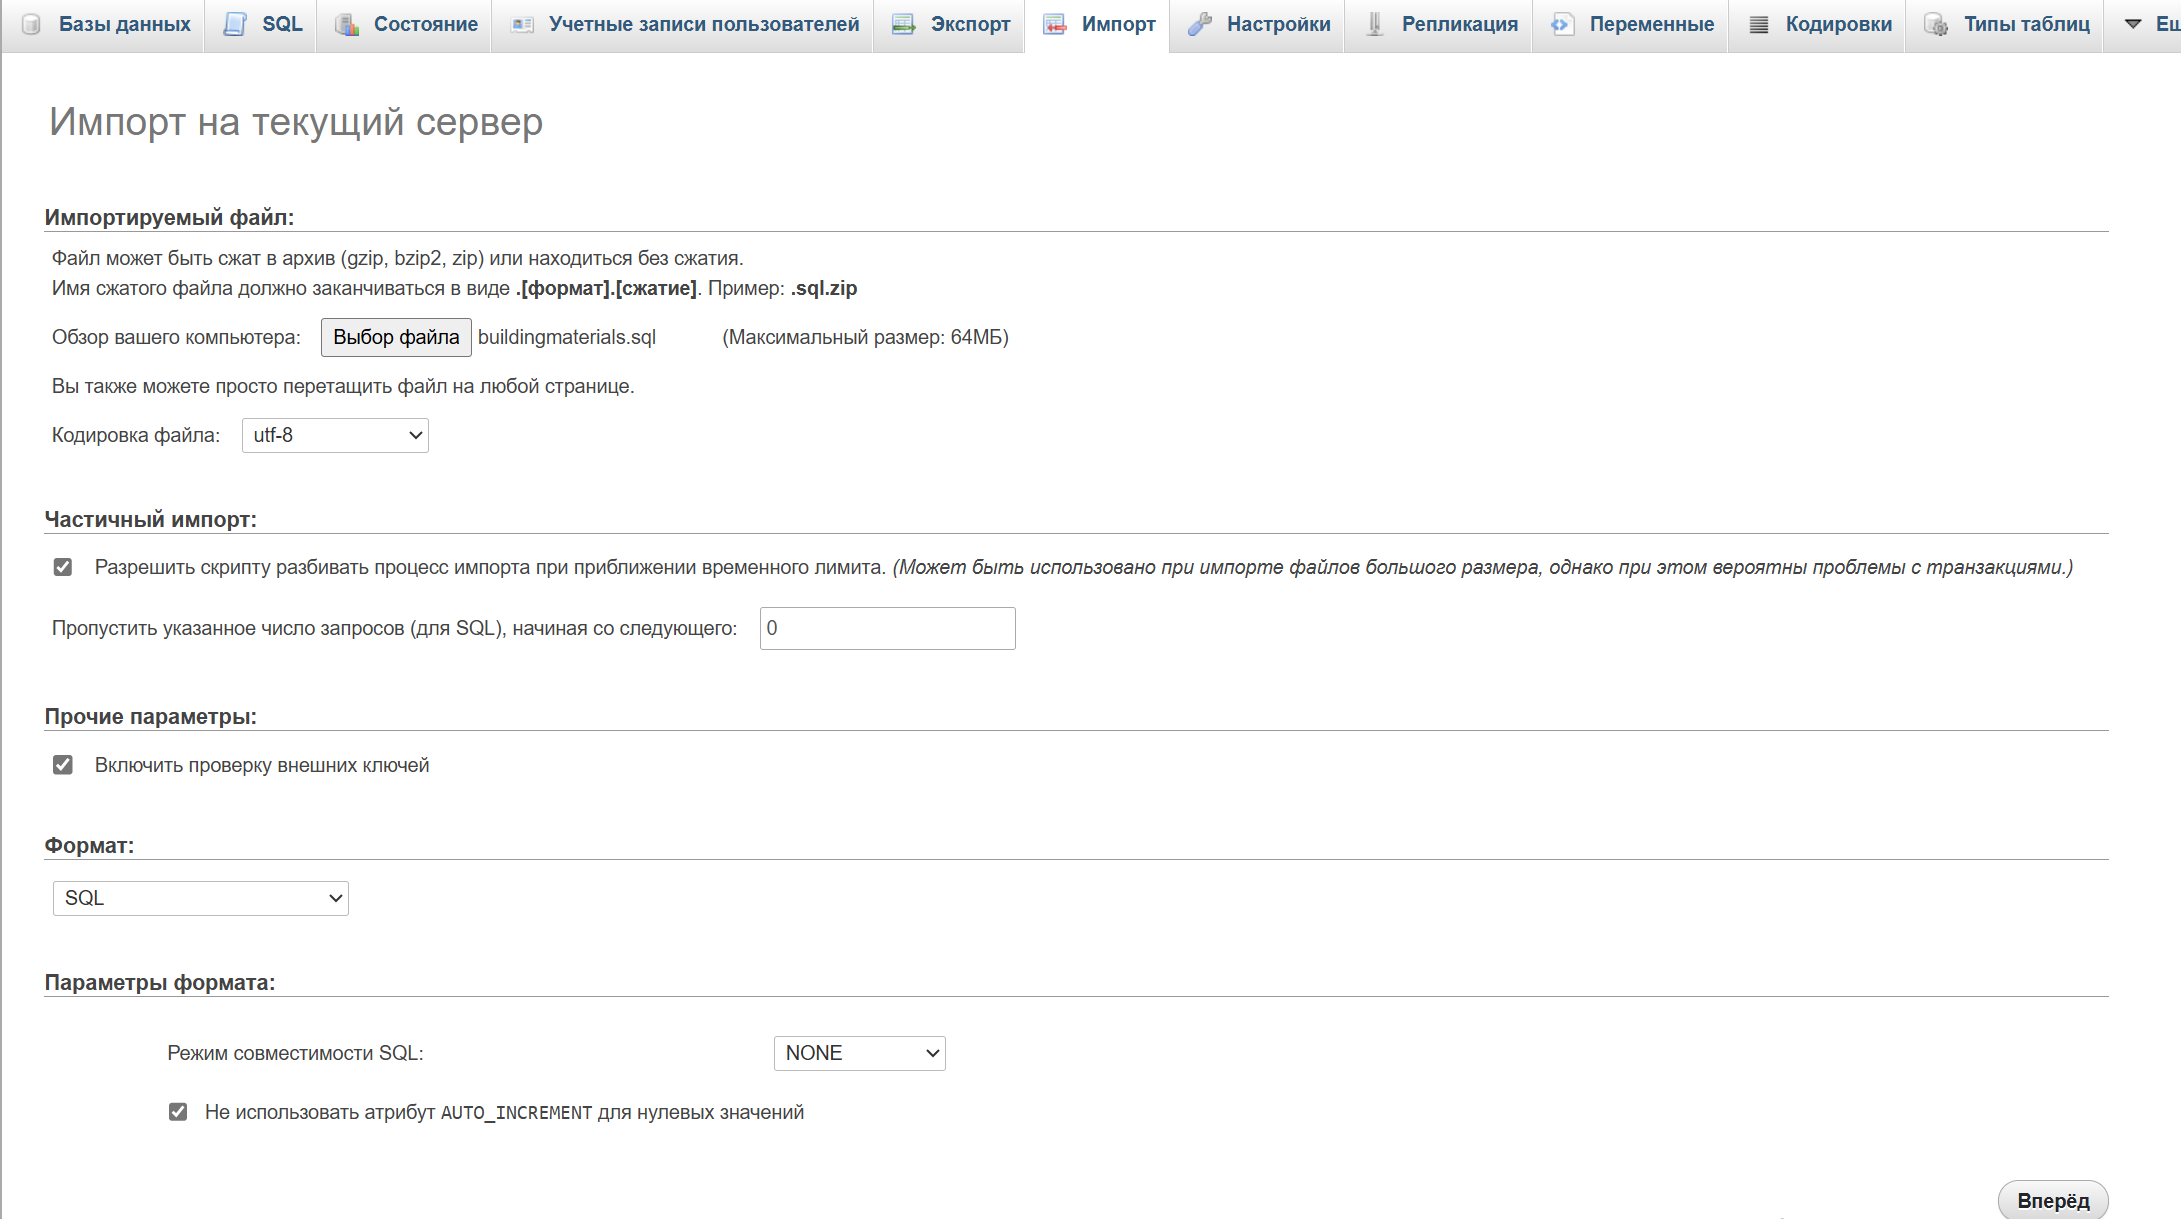 Базы данных SQL Состояние Учетные записи пользователей Экспорт Импорт Настройки Репликация Переменные Кодировки Типы таблиц
Импорт на текущий сервер
Импортируемый файл:
Файл может быть сжат в архив (gzip, bzip2, zip) или находиться без сжатия.
Имя сжатого файла должно заканчиваться в виде .[формат].[сжатие]. Пример: .sql.zip
Обзор вашего компьютера: Выбор файла buildingmaterials.sql (Максимальный размер: 64МБ)
Вы также можете просто перетащить файл на любой странице.
Кодировка файла: utf-8
Частичный импорт:
Разрешить скрипту разбивать процесс импорта при приближении временного лимита. (Может быть использовано при импорте файлов большого размера, однако при этом вероятны проблемы с транзакциями.)
Пропустить указанное число запросов (для SQL), начиная со следующего: 0
Прочие параметры:
Включить проверку внешних ключей
Формат:
SQL
Параметры формата:
Режим совместимости SQL: NONE
Не использовать атрибут AUTO_INCREMENT для нулевых значений
Вперёд